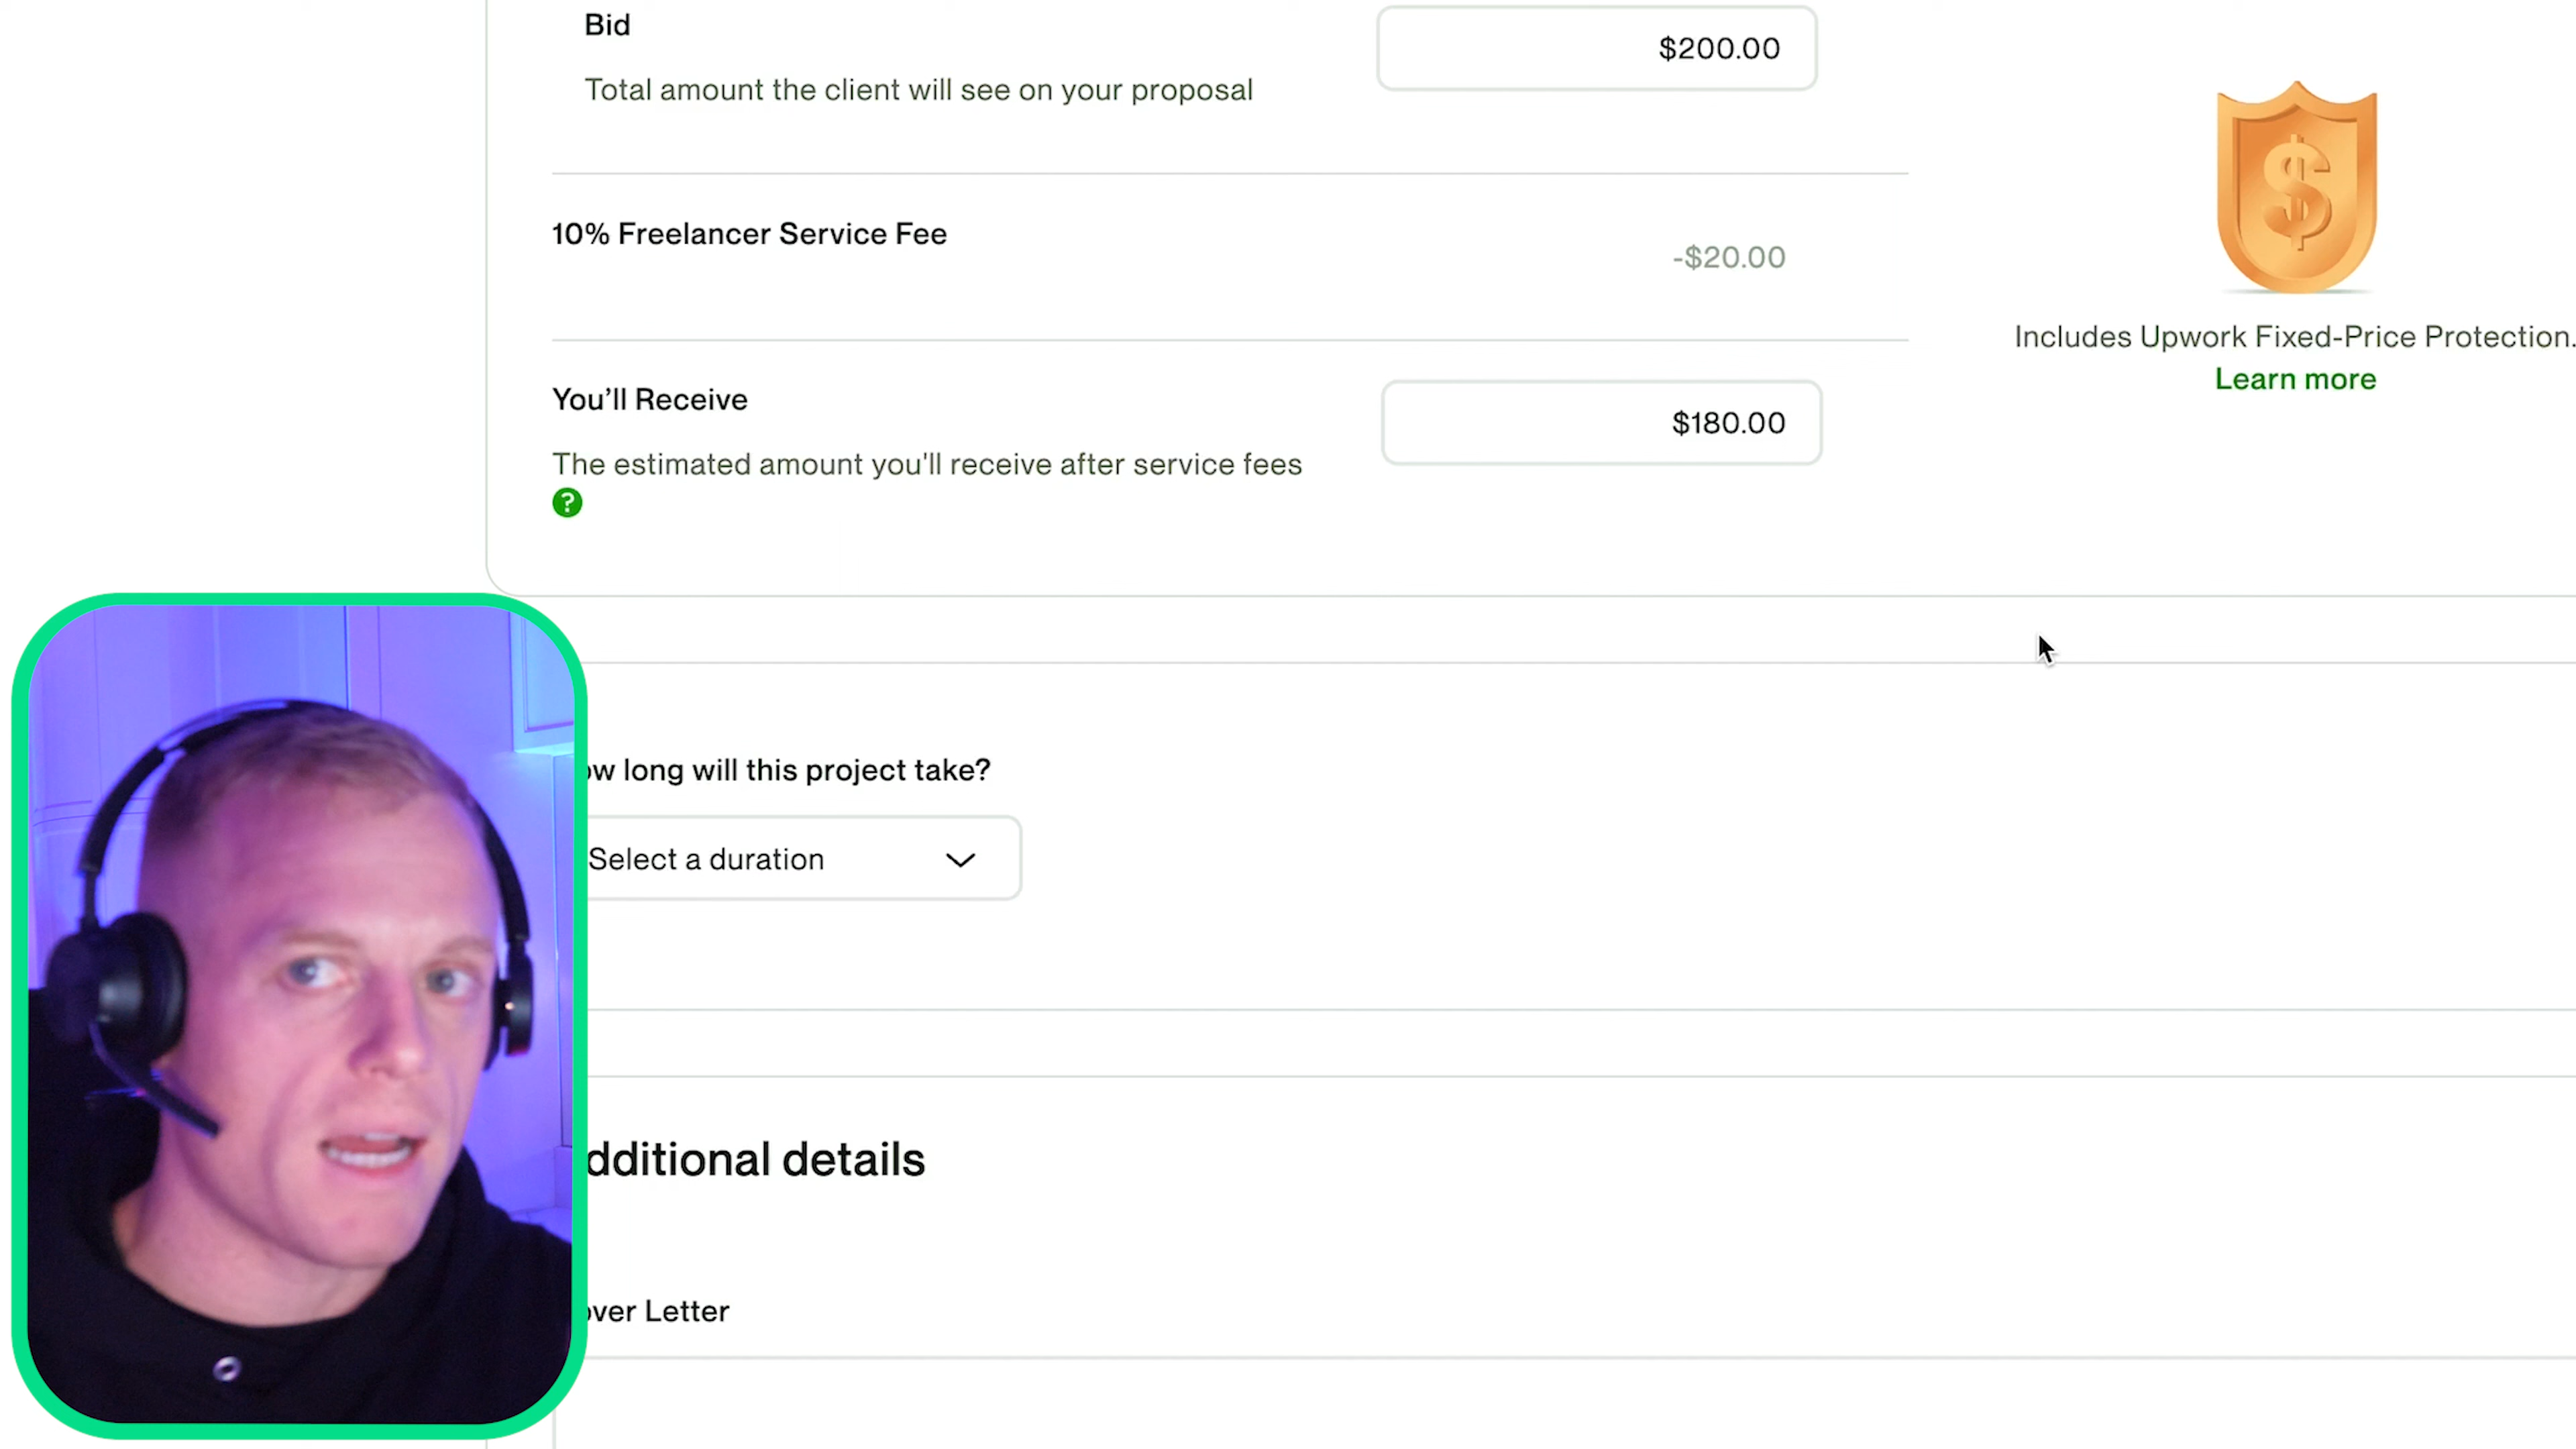 Bid
$200.00
Total amount the client will see on your proposal
10% Freelancer Service Fee
-$20.00
Includes Upwork Fixed-Price Protection.
Learn more
You'll Receive
$180.00
The estimated amount you'll receive after service fees
?
ow long will this project take?
Select a duration
dditional details
over Letter